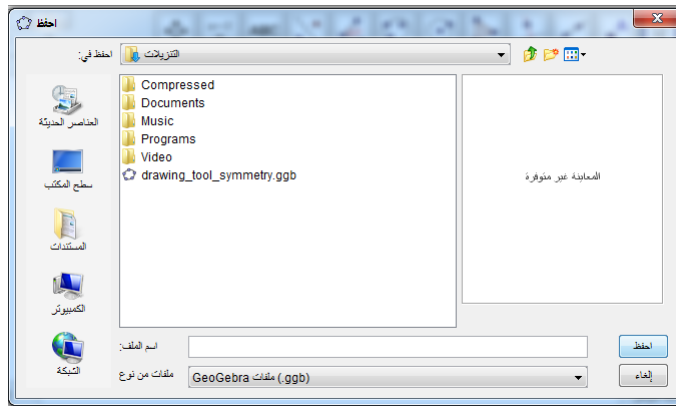 احفظ
احفظ في:
التنزيلات
العناصر الحديثة
سطح المكتب
المستندات
الكمبيوتر
الشبكة
Compressed
Documents
Music
Programs
Video
drawing_tool_symmetry.ggb
المعاينة غير متوفرة
اسم الملف:
احفظ
ملفات من نوع
GeoGebra ملفات (.ggb)
إلغاء